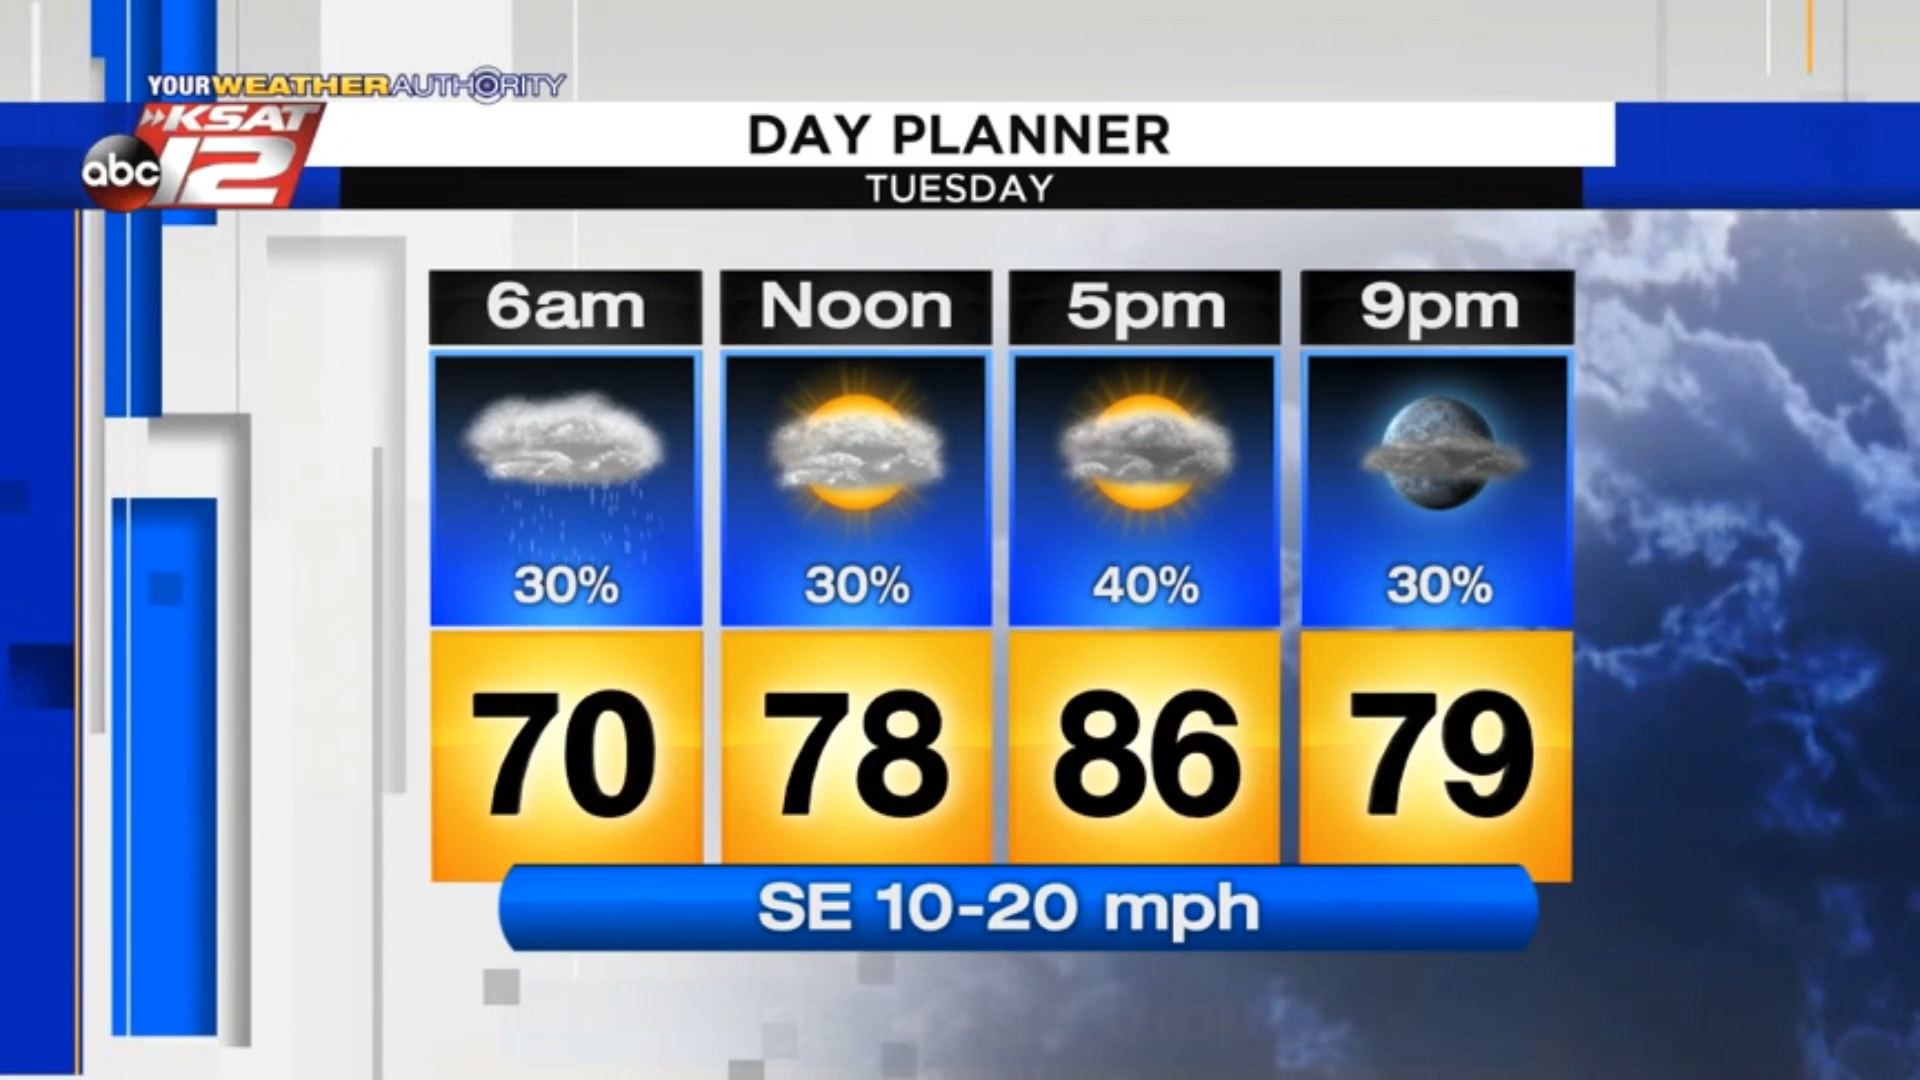 YOUR WEATHER AUTHORITY
KSAT
abc 12
DAY PLANNER
TUESDAY
6am Noon 5pm 9pm
30% 30% 40% 30%
70 78 86 79
SE 10-20 mph